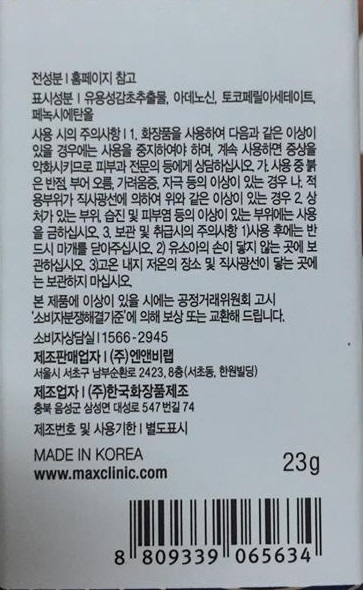 전성분 | 홈페이지 참고
표시성분 | 유용성감초추출물, 아데노신, 토코페릴아세테이트,
페녹시에탄올
사용 시의 주의사항 | 1. 화장품을 사용하여 다음과 같은 이상이
있을 경우에는 사용을 중지하여야 하며, 계속 사용하면 증상을
악화시키므로 피부과 전문의 등에게 상담하십시오. 가. 사용 중 붉
은 반점, 부어 오름, 가려움증, 자극 등의 이상이 있는 경우 나. 적
용부위가 직사광선에 의하여 위와 같은 이상이 있는 경우 2. 상
처가 있는 부위, 습진 및 피부염 등의 이상이 있는 부위에는 사용
을 금하십시오. 3. 보관 및 취급시의 주의사항 1)사용 후에는 반
드시 마개를 닫아주십시오. 2) 유소아의 손이 닿지 않는 곳에 보
관하십시오. 3)고온 내지 저온의 장소 및 직사광선이 닿는 곳에
는 보관하지 마십시오.
본 제품에 이상이 있을 시에는 공정거래위원회 고시
'소비자분쟁해결기준'에 의해 보상 또는 교환해 드립니다.
소비자상담실 | 1566-2945
제조판매업자 | (주)엔앤비랩
서울시 서초구 남부순환로 2423, 8층(서초동, 한원빌딩)
제조업자 | (주)한국화장품제조
충북 음성군 삼성면 대성로 547번길 74
제조번호 및 사용기한 | 별도표시
MADE IN KOREA
www.maxclinic.com
23g
8 809339 065634